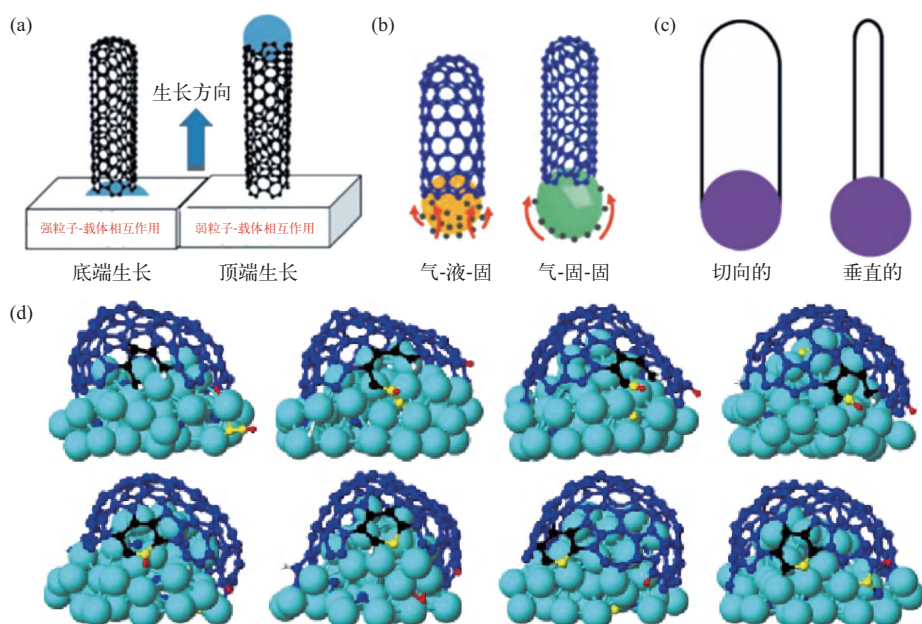 (a)
生长方向
强粒子-载体相互作用
弱粒子-载体相互作用
底端生长
顶端生长
(b)
气-液-固
气-固-固
(c)
切向的
垂直的
(d)